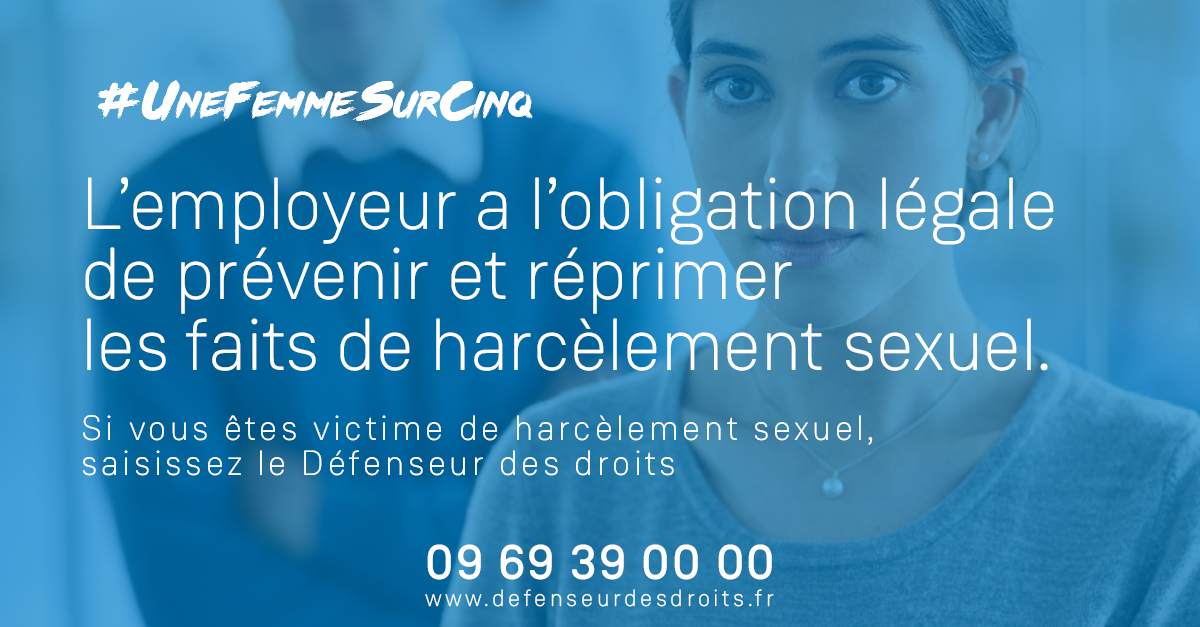 #UneFemmeSurCinq
L'employeur a l'obligation légale
de prévenir et réprimer
les faits de harcèlement sexuel.
Si vous êtes victime de harcèlement sexuel,
saisissez le Défenseur des droits
09 69 39 00 00
www.defenseurdesdroits.fr